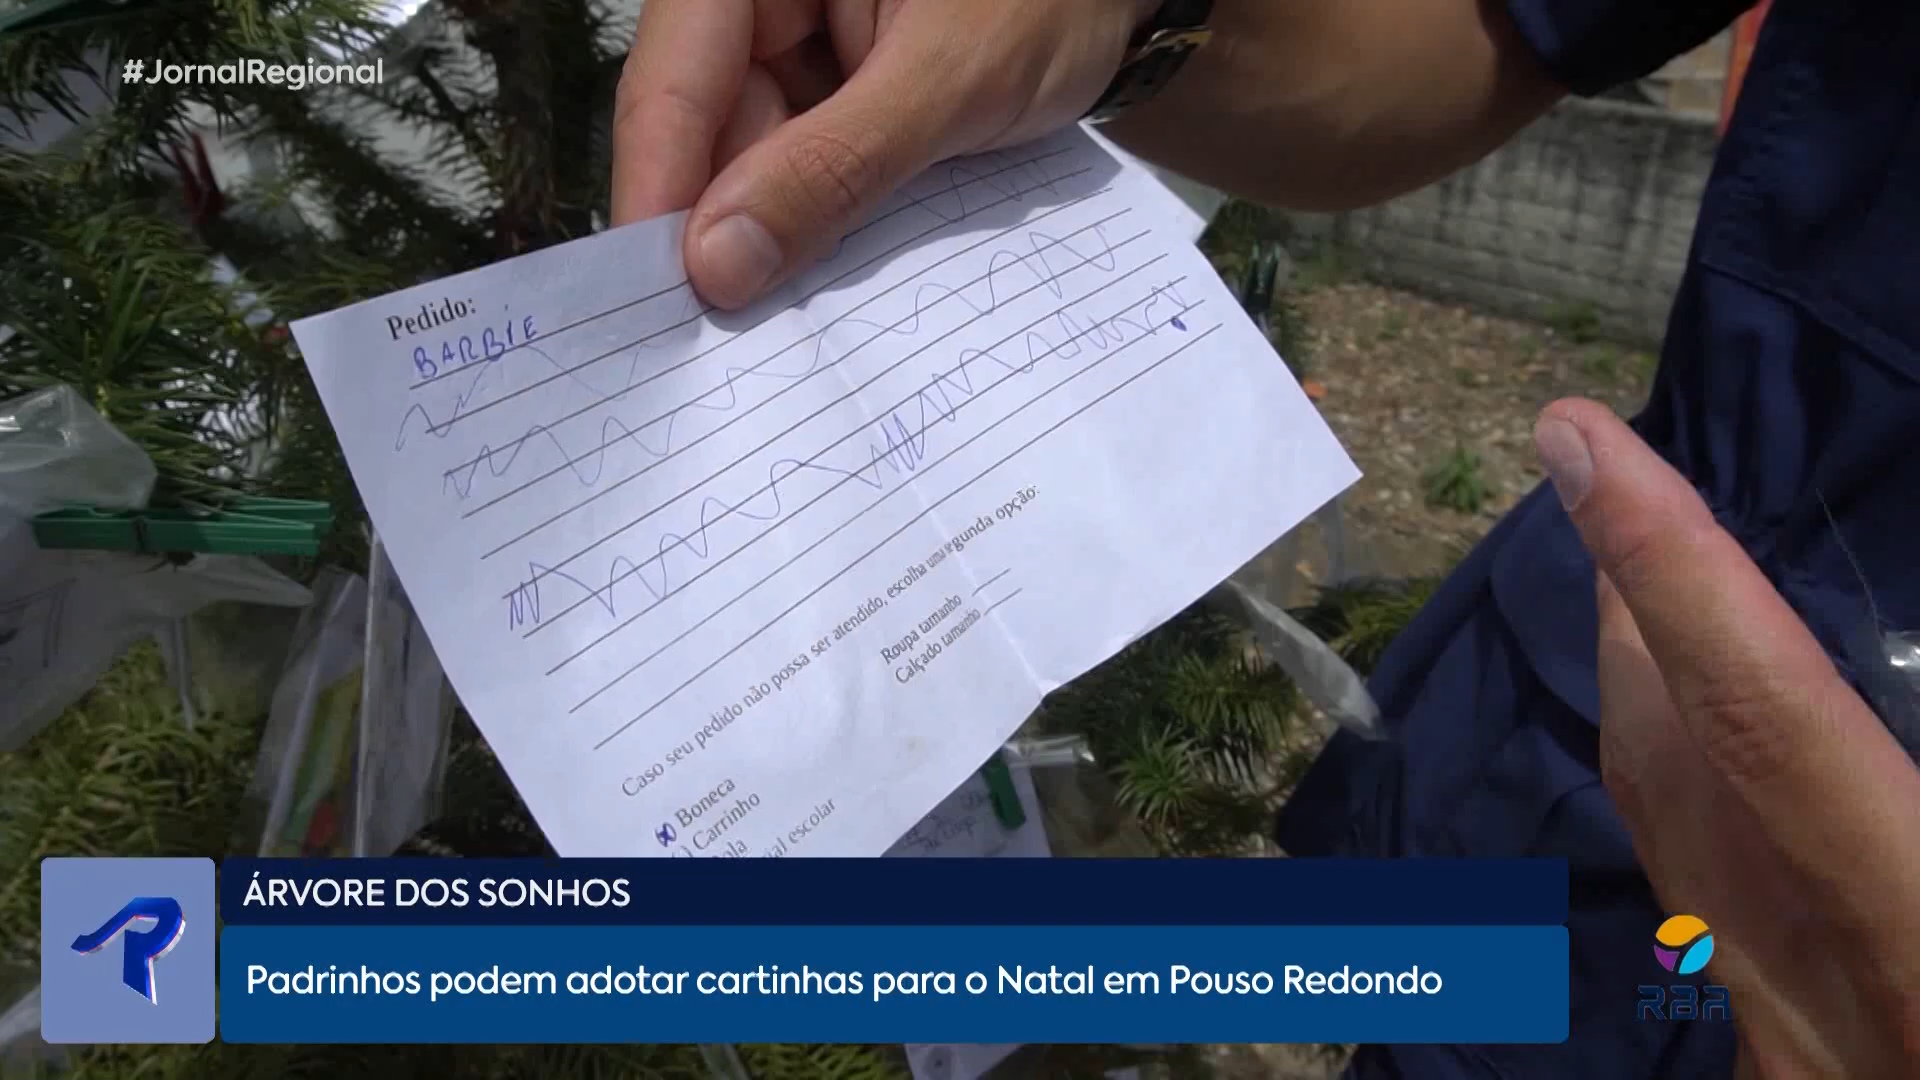 #JornalRegional
Pedido:
BARBIE
Caso seu pedido não possa ser atendido, escolha uma segunda opção:
Roupa tamanho
Calçado tamanho
(x) Boneca
( ) Carrinho
escolar
ÁRVORE DOS SONHOS
Padrinhos podem adotar cartinhas para o Natal em Pouso Redondo
RBA